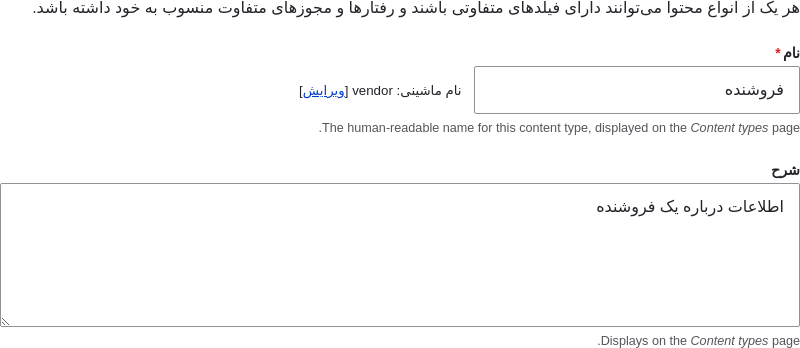 هر یک از انواع محتوا می‌توانند دارای فیلدهای متفاوتی باشند و رفتارها و مجوزهای متفاوت منسوب به خود داشته باشد.
نام *
فروشنده
نام ماشینی: vendor [ویرایش]
The human-readable name for this content type, displayed on the Content types page.
شرح
اطلاعات درباره یک فروشنده
Displays on the Content types page.